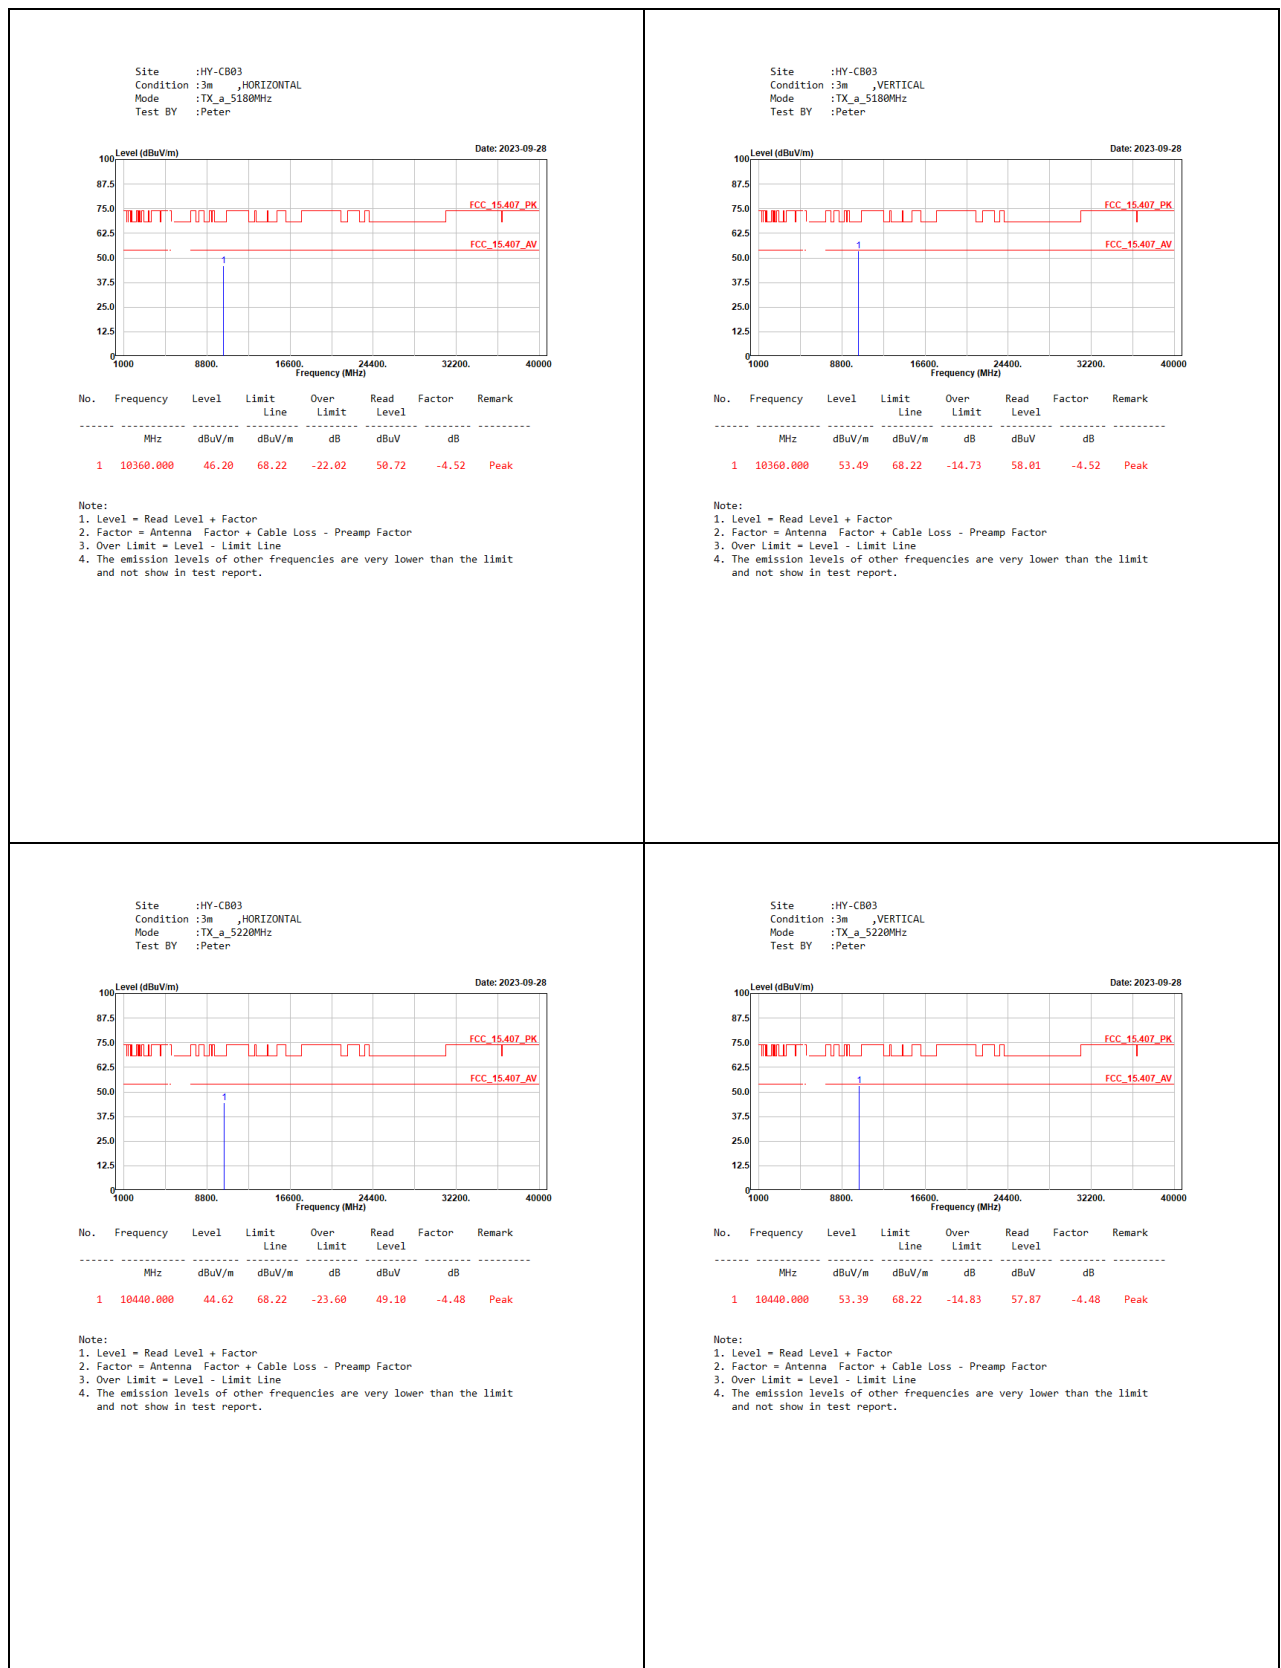 Site      :HY-CB03
Condition :3m    ,HORIZONTAL
Mode      :TX_a_5180MHz
Test BY   :Peter
Level (dBuV/m)
Date: 2023-09-28
100
87.5
75.0
62.5
50.0
37.5
25.0
12.5
0
FCC_15.407_PK
FCC_15.407_AV
1
1000 8800. 16600. 24400. 32200. 40000
Frequency (MHz)
No. Frequency Level Limit Over Read Factor Remark
Line Limit Level
------ ----------- -------- --------- --------- -------- -------- ---------
MHz dBuV/m dBuV/m dB dBuV dB
1 10360.000 46.20 68.22 -22.02 50.72 -4.52 Peak
Note:
1. Level = Read Level + Factor
2. Factor = Antenna  Factor + Cable Loss - Preamp Factor
3. Over Limit = Level - Limit Line
4. The emission levels of other frequencies are very lower than the limit
and not show in test report.
Site      :HY-CB03
Condition :3m    ,VERTICAL
Mode      :TX_a_5180MHz
Test BY   :Peter
Level (dBuV/m)
Date: 2023-09-28
100
87.5
75.0
62.5
50.0
37.5
25.0
12.5
0
FCC_15.407_PK
FCC_15.407_AV
1
1000 8800. 16600. 24400. 32200. 40000
Frequency (MHz)
No. Frequency Level Limit Over Read Factor Remark
Line Limit Level
------ ----------- -------- --------- --------- -------- -------- ---------
MHz dBuV/m dBuV/m dB dBuV dB
1 10360.000 53.49 68.22 -14.73 58.01 -4.52 Peak
Note:
1. Level = Read Level + Factor
2. Factor = Antenna  Factor + Cable Loss - Preamp Factor
3. Over Limit = Level - Limit Line
4. The emission levels of other frequencies are very lower than the limit
and not show in test report.
Site      :HY-CB03
Condition :3m    ,HORIZONTAL
Mode      :TX_a_5220MHz
Test BY   :Peter
Level (dBuV/m)
Date: 2023-09-28
100
87.5
75.0
62.5
50.0
37.5
25.0
12.5
0
FCC_15.407_PK
FCC_15.407_AV
1
1000 8800. 16600. 24400. 32200. 40000
Frequency (MHz)
No. Frequency Level Limit Over Read Factor Remark
Line Limit Level
------ ----------- -------- --------- --------- -------- -------- ---------
MHz dBuV/m dBuV/m dB dBuV dB
1 10440.000 44.62 68.22 -23.60 49.10 -4.48 Peak
Note:
1. Level = Read Level + Factor
2. Factor = Antenna  Factor + Cable Loss - Preamp Factor
3. Over Limit = Level - Limit Line
4. The emission levels of other frequencies are very lower than the limit
and not show in test report.
Site      :HY-CB03
Condition :3m    ,VERTICAL
Mode      :TX_a_5220MHz
Test BY   :Peter
Level (dBuV/m)
Date: 2023-09-28
100
87.5
75.0
62.5
50.0
37.5
25.0
12.5
0
FCC_15.407_PK
FCC_15.407_AV
1
1000 8800. 16600. 24400. 32200. 40000
Frequency (MHz)
No. Frequency Level Limit Over Read Factor Remark
Line Limit Level
------ ----------- -------- --------- --------- -------- -------- ---------
MHz dBuV/m dBuV/m dB dBuV dB
1 10440.000 53.39 68.22 -14.83 57.87 -4.48 Peak
Note:
1. Level = Read Level + Factor
2. Factor = Antenna  Factor + Cable Loss - Preamp Factor
3. Over Limit = Level - Limit Line
4. The emission levels of other frequencies are very lower than the limit
and not show in test report.